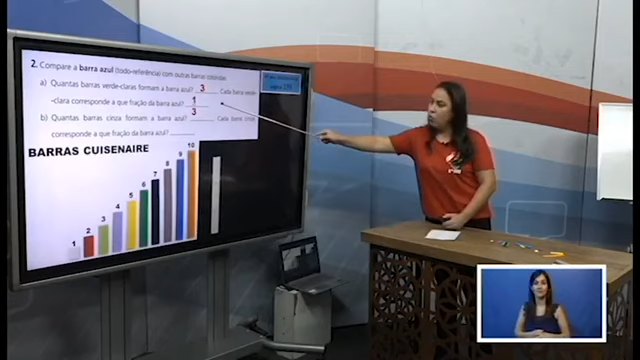 2. Compare a barra azul (todo-referência) com outras barras coloridas.
a) Quantas barras verde-claras formam a barra azul? 3 Cada barra verde-
-clara corresponde a que fração da barra azul? 1
3
b) Quantas barras cinza formam a barra azul? Cada barra cinza
corresponde a que fração da barra azul?
BARRAS CUISENAIRE
1 2 3 4 5 6 7 8 9 10